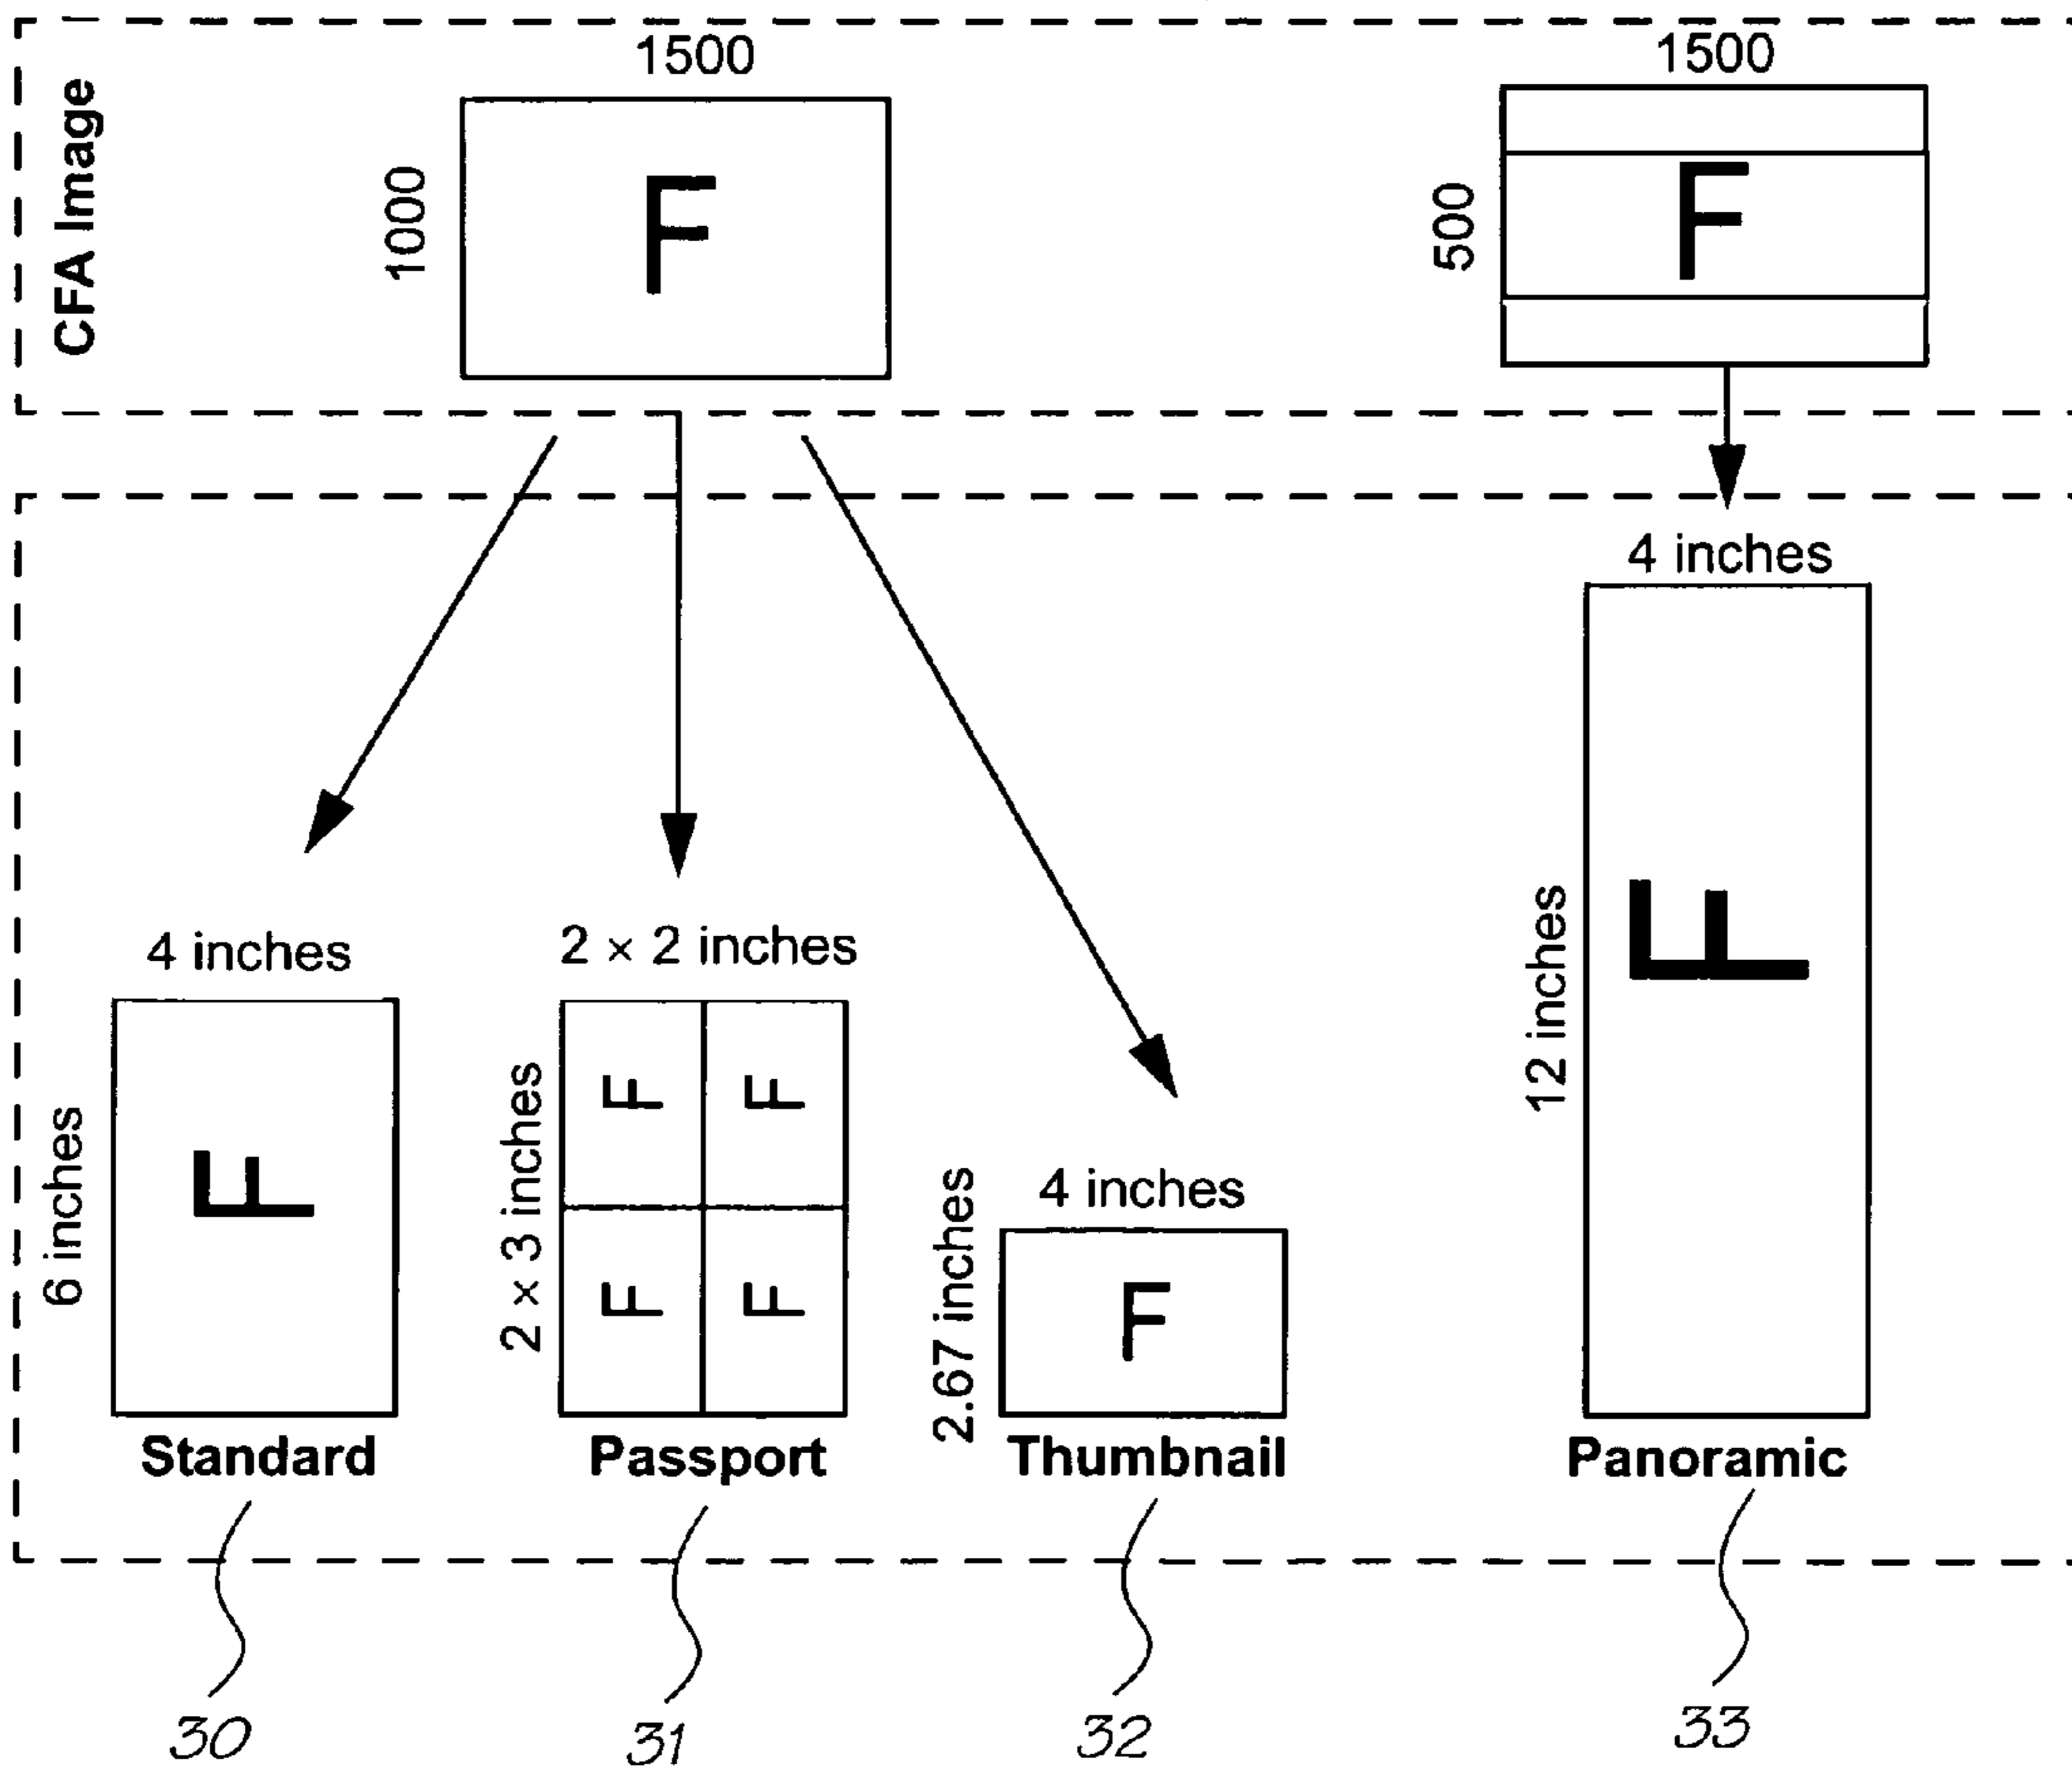 CFA Image
1500
1000
F
1500
500
F
4 inches
6 inches
F
Standard
30
2 × 2 inches
2 × 3 inches
F
F
F
F
Passport
31
4 inches
2.67 inches
F
Thumbnail
32
4 inches
12 inches
F
Panoramic
33